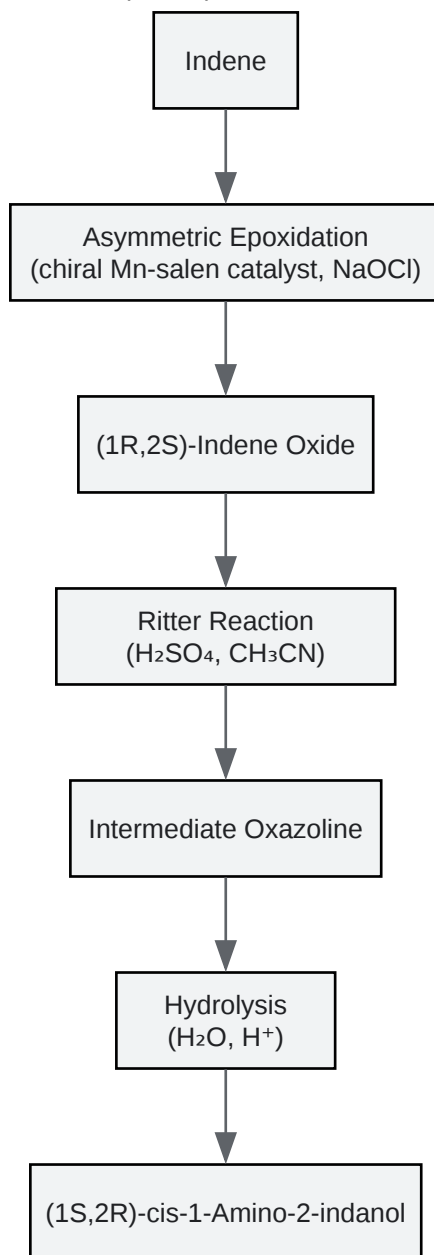 Indene
Asymmetric Epoxidation
(chiral Mn-salen catalyst, NaOCl)
(1R,2S)-Indene Oxide
Ritter Reaction
(H₂SO₄, CH₃CN)
Intermediate Oxazoline
Hydrolysis
(H₂O, H⁺)
(1S,2R)-cis-1-Amino-2-indanol